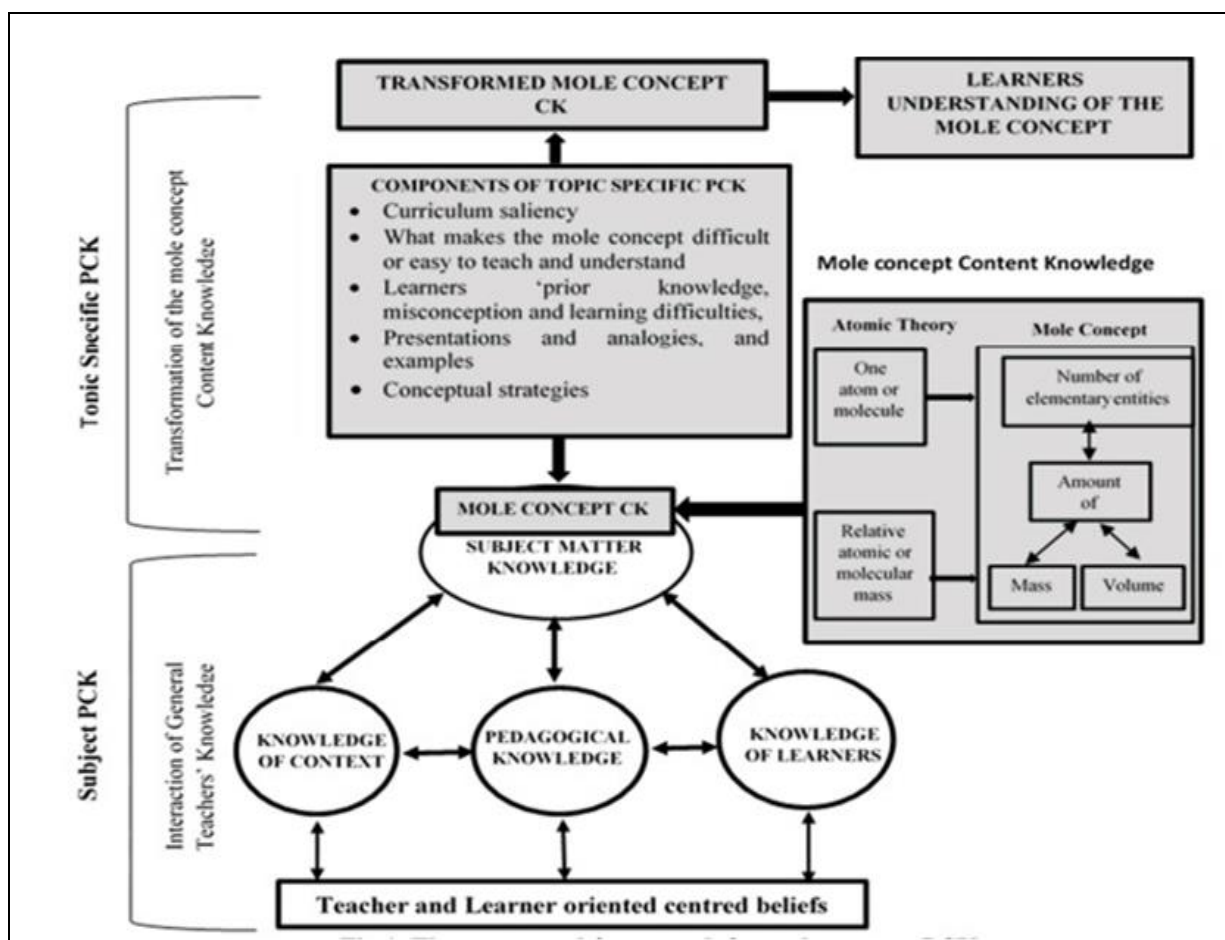 TRANSFORMED MOLE CONCEPT
CK
LEARNERS
UNDERSTANDING OF THE
MOLE CONCEPT
Topic Specific PCK
Transformation of the mole concept
Content Knowledge
COMPONENTS OF TOPIC SPECIFIC PCK
• Curriculum saliency
• What makes the mole concept difficult
or easy to teach and understand
• Learners ‘prior knowledge,
misconception and learning difficulties,
• Presentations and analogies, and
examples
• Conceptual strategies
Mole concept Content Knowledge
Atomic Theory
Mole Concept
One
atom or
molecule
Number of
elementary entities
Amount
of
Relative
atomic or
molecular
mass
Mass
Volume
MOLE CONCEPT CK
SUBJECT MATTER
KNOWLEDGE
Subject PCK
Interaction of General
Teachers’ Knowledge
KNOWLEDGE
OF CONTEXT
PEDAGOGICAL
KNOWLEDGE
KNOWLEDGE
OF LEARNERS
Teacher and Learner oriented centred beliefs